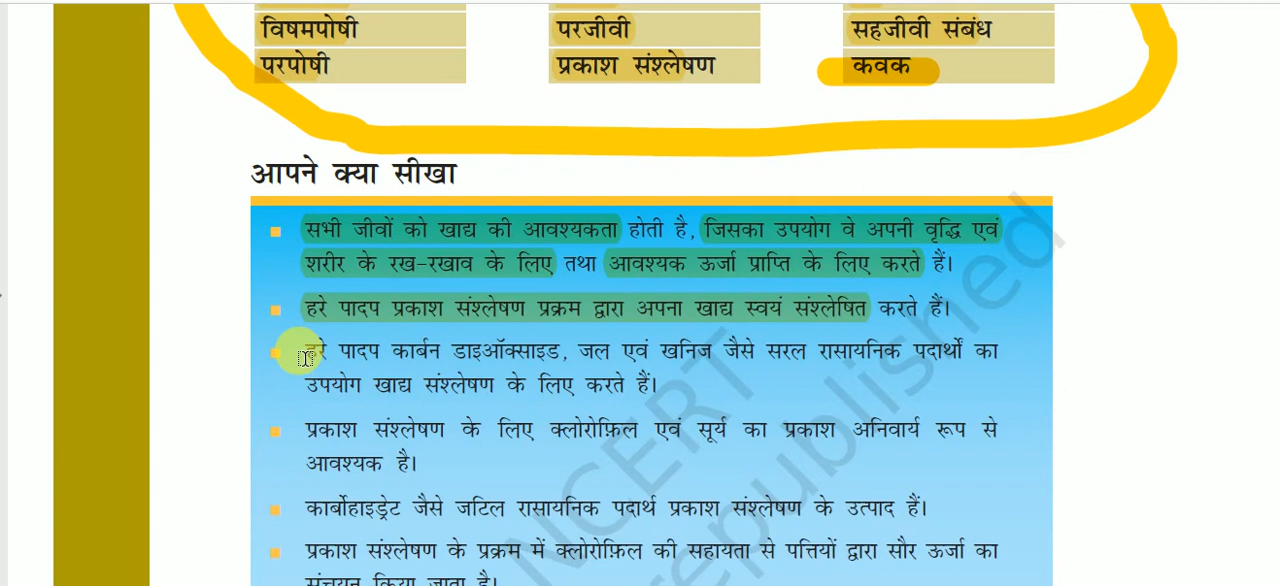 विषमपोषी परजीवी सहजीवी संबंध
परपोषी प्रकाश संश्लेषण कवक
आपने क्या सीखा
सभी जीवों को खाद्य की आवश्यकता होती है, जिसका उपयोग वे अपनी वृद्धि एवं
शरीर के रख-रखाव के लिए तथा आवश्यक ऊर्जा प्राप्ति के लिए करते हैं।
हरे पादप प्रकाश संश्लेषण प्रक्रम द्वारा अपना खाद्य स्वयं संश्लेषित करते हैं।
हरे पादप कार्बन डाइऑक्साइड, जल एवं खनिज जैसे सरल रासायनिक पदार्थों का
उपयोग खाद्य संश्लेषण के लिए करते हैं।
प्रकाश संश्लेषण के लिए क्लोरोफ़िल एवं सूर्य का प्रकाश अनिवार्य रूप से
आवश्यक है।
कार्बोहाइड्रेट जैसे जटिल रासायनिक पदार्थ प्रकाश संश्लेषण के उत्पाद हैं।
प्रकाश संश्लेषण के प्रक्रम में क्लोरोफ़िल की सहायता से पत्तियों द्वारा सौर ऊर्जा का
संचयन किया जाता है।
NCERT
republished